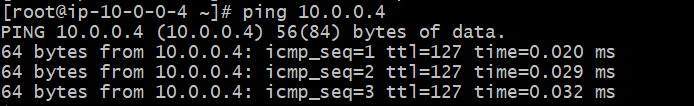 [root@ip-10-0-0-4 ~]# ping 10.0.0.4
PING 10.0.0.4 (10.0.0.4) 56(84) bytes of data.
64 bytes from 10.0.0.4: icmp_seq=1 ttl=127 time=0.020 ms
64 bytes from 10.0.0.4: icmp_seq=2 ttl=127 time=0.029 ms
64 bytes from 10.0.0.4: icmp_seq=3 ttl=127 time=0.032 ms